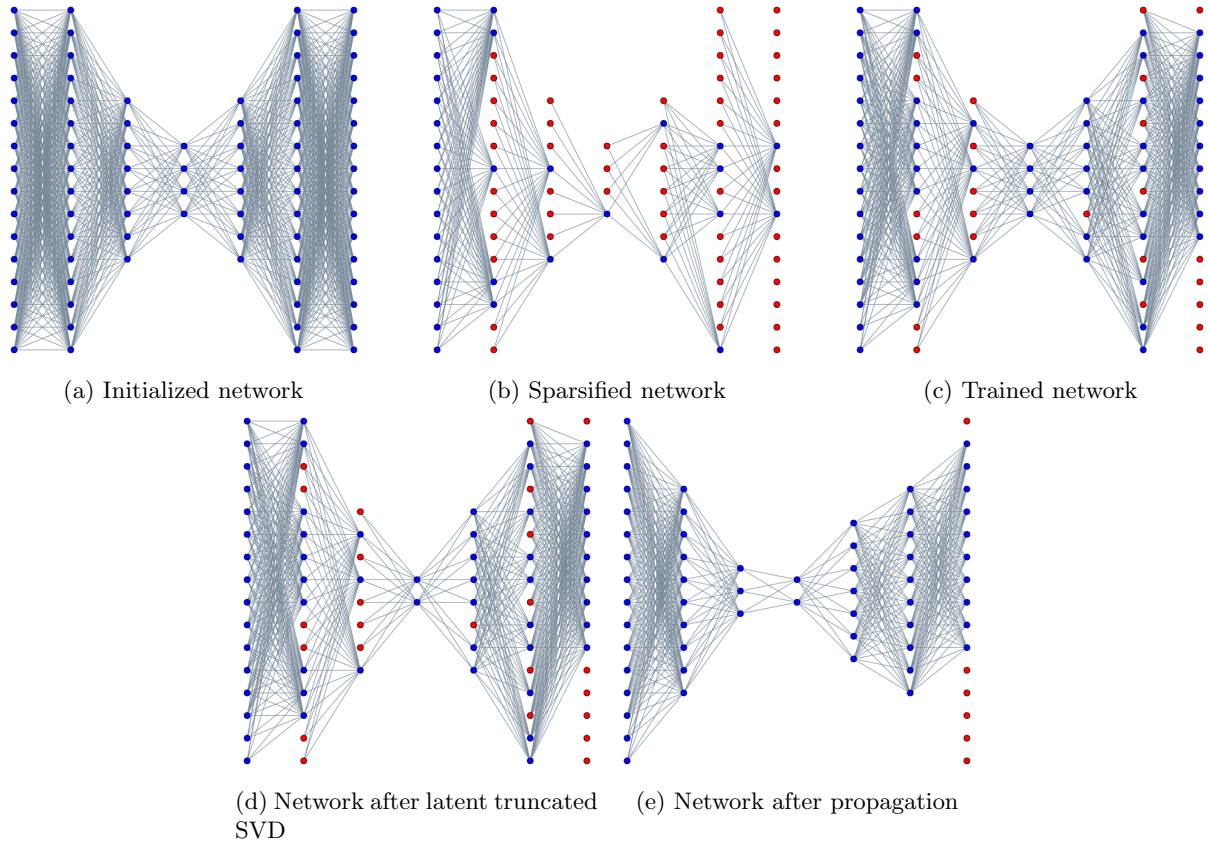 (a) Initialized network
(b) Sparsified network
(c) Trained network
(d) Network after latent truncated
SVD
(e) Network after propagation